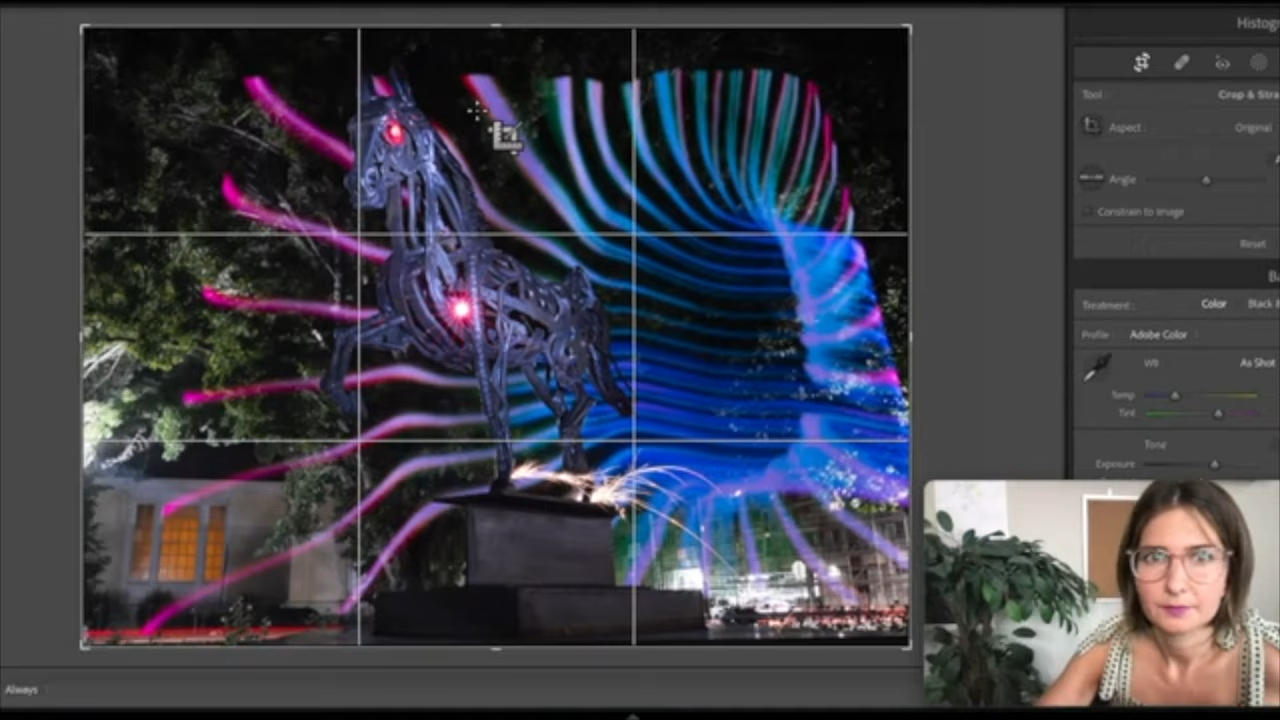 Histog
Tool : Crop & Stra
Aspect : Original
Angle
Constrain to image
Reset
B
Treatment : Color Black
Profile : Adobe Color
WB As Shot
Temp
Tint
Tone
Exposure
Always